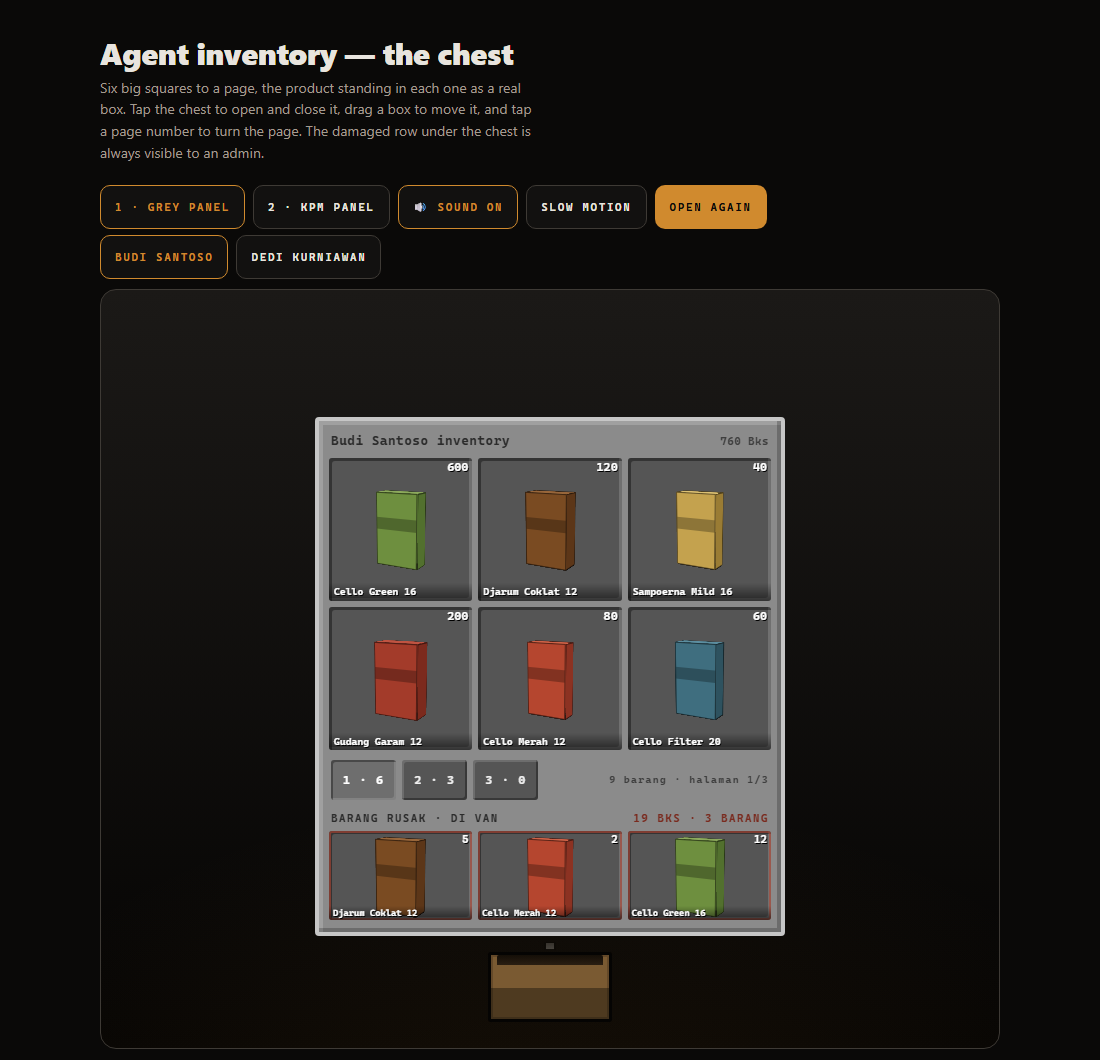 Agent inventory — the chest
Six big squares to a page, the product standing in each one as a real
box. Tap the chest to open and close it, drag a box to move it, and tap
a page number to turn the page. The damaged row under the chest is
always visible to an admin.
1 · GREY PANEL
2 · KPM PANEL
SOUND ON
SLOW MOTION
OPEN AGAIN
BUDI SANTOSO
DEDI KURNIAWAN
Budi Santoso inventory
760 Bks
600
120
40
Cello Green 16
Djarum Coklat 12
Sampoerna Mild 16
200
80
60
Gudang Garam 12
Cello Merah 12
Cello Filter 20
1 · 6
2 · 3
3 · 0
9 barang · halaman 1/3
BARANG RUSAK · DI VAN
19 BKS · 3 BARANG
5
2
12
Djarum Coklat 12
Cello Merah 12
Cello Green 16